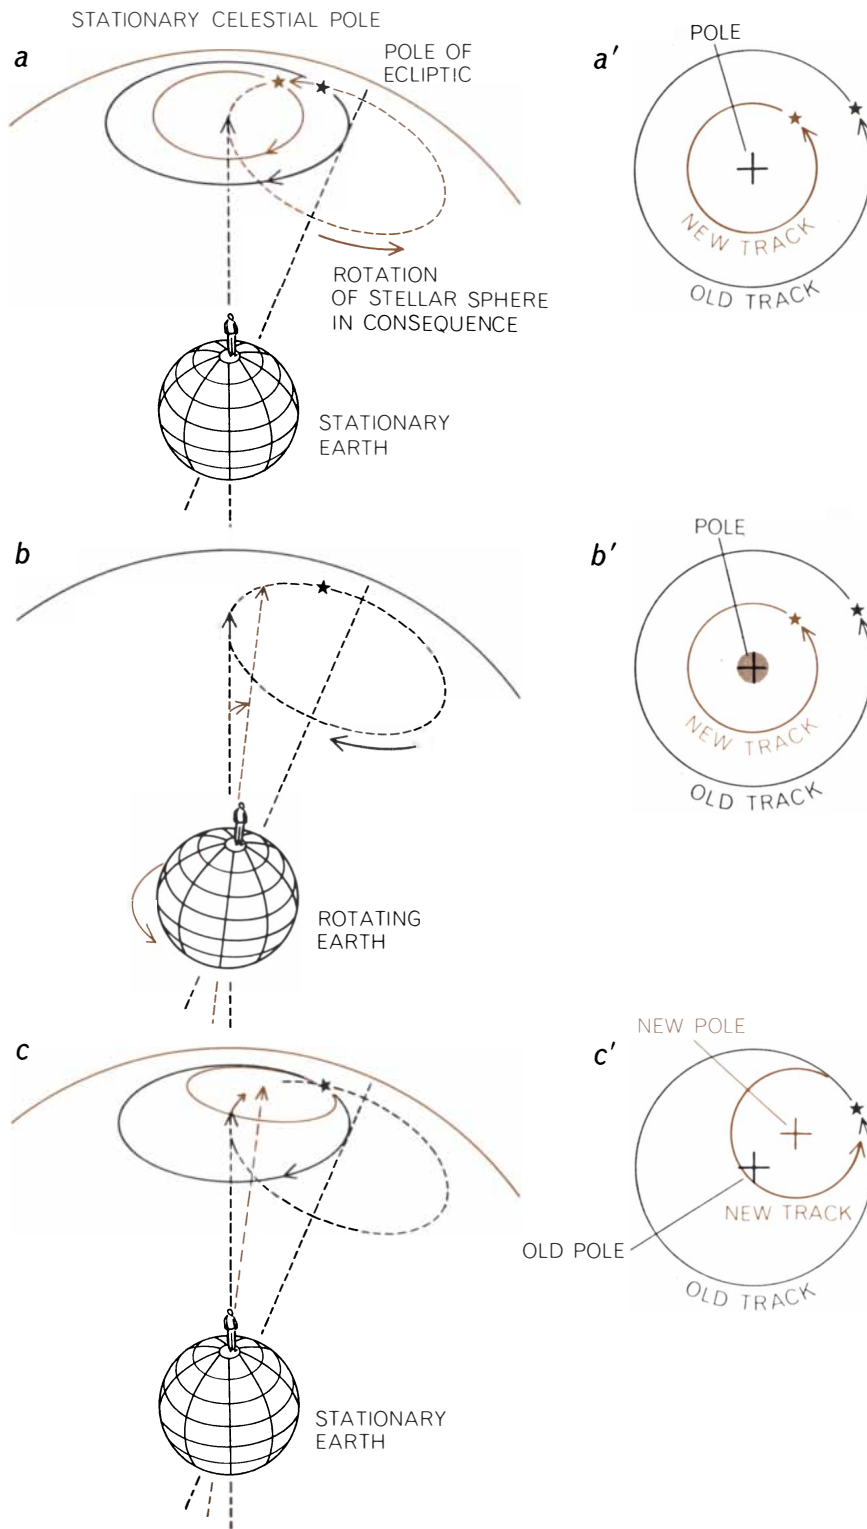 STATIONARY CELESTIAL POLE
a
POLE OF
ECLIPTIC
ROTATION
OF STELLAR SPHERE
IN CONSEQUENCE
STATIONARY
EARTH
a'
POLE
NEW TRACK
OLD TRACK
b
ROTATING
EARTH
b'
POLE
NEW TRACK
OLD TRACK
c
STATIONARY
EARTH
c'
NEW POLE
NEW TRACK
OLD POLE
OLD TRACK